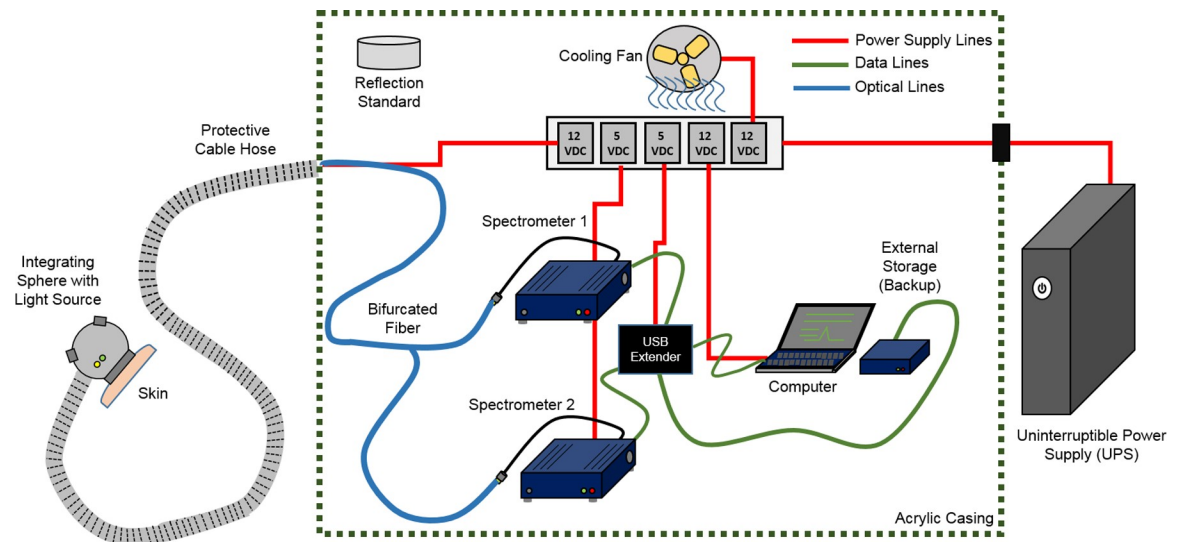 Reflection
Standard
Cooling Fan
Power Supply Lines
Data Lines
Optical Lines
Protective
Cable Hose
12
VDC
5
VDC
5
VDC
12
VDC
12
VDC
Spectrometer 1
External
Storage
(Backup)
Integrating
Sphere with
Light Source
Bifurcated
Fiber
USB
Extender
Computer
Skin
Spectrometer 2
Uninterruptible Power
Supply (UPS)
Acrylic Casing